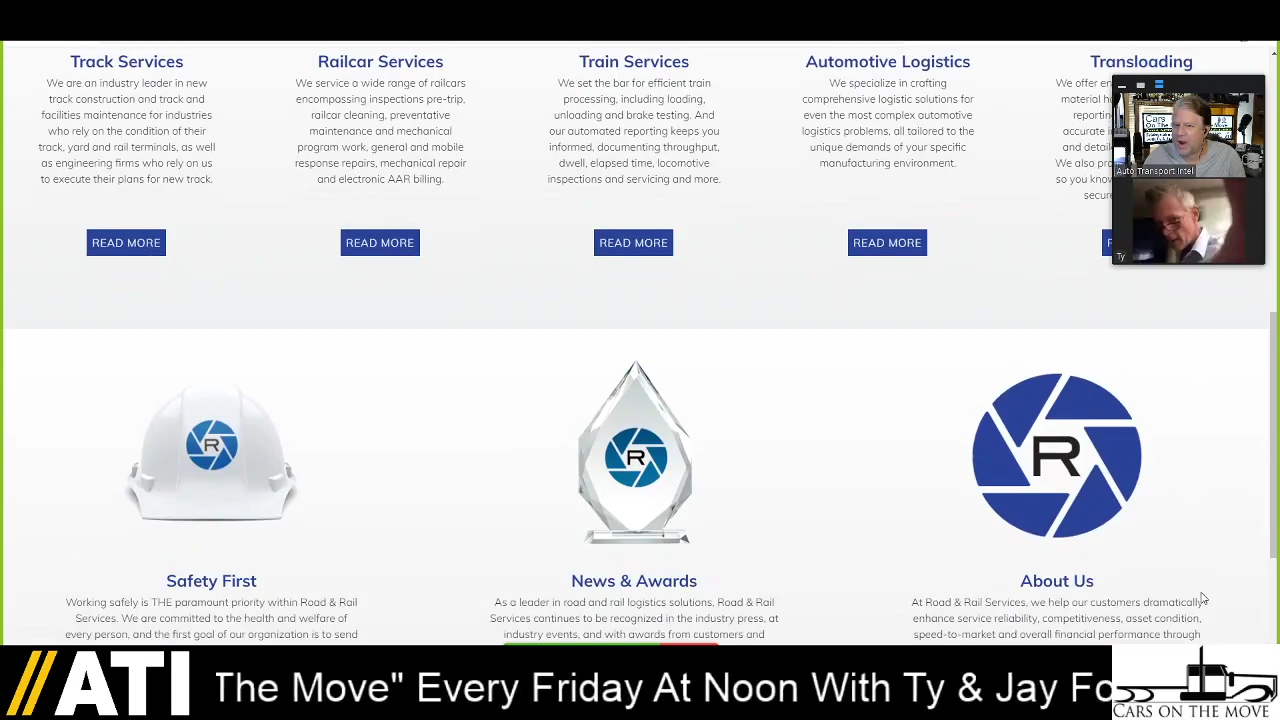 Track Services
We are an industry leader in new
track construction and track and
facilities maintenance for industries
who rely on the condition of their
track, yard and rail terminals, as well
as engineering firms who rely on us
to execute their plans for new track.
READ MORE
Railcar Services
We service a wide range of railcars
encompassing inspections pre-trip,
railcar cleaning, preventative
maintenance and mechanical
program work, general and mobile
response repairs, mechanical repair
and electronic AAR billing.
READ MORE
Train Services
We set the bar for efficient train
processing, including loading,
unloading and brake testing. And
our automated reporting keeps you
informed, documenting throughput,
dwell, elapsed time, locomotive
inspections and servicing and more.
READ MORE
Automotive Logistics
We specialize in crafting
comprehensive logistic solutions for
even the most complex automotive
logistics problems, all tailored to the
unique demands of your specific
manufacturing environment.
READ MORE
Transloading
We offer
material
reporting
accurate
and
We also
so you
secure
Cars
On The Move
Auto Transport Intel
Ty
R
R
R
Safety First
Working safely is THE paramount priority within Road & Rail
Services. We are committed to the health and welfare of
every person, and the first goal of our organization is to send
News & Awards
As a leader in road and rail logistics solutions, Road & Rail
Services continues to be recognized in the industry press, at
industry events, and with awards from customers and
About Us
At Road & Rail Services, we help our customers dramatically
enhance service reliability, competitiveness, asset condition,
speed-to-market and overall financial performance through
//ATI
The Move" Every Friday At Noon With Ty & Jay Fo
CARS ON THE MOVE